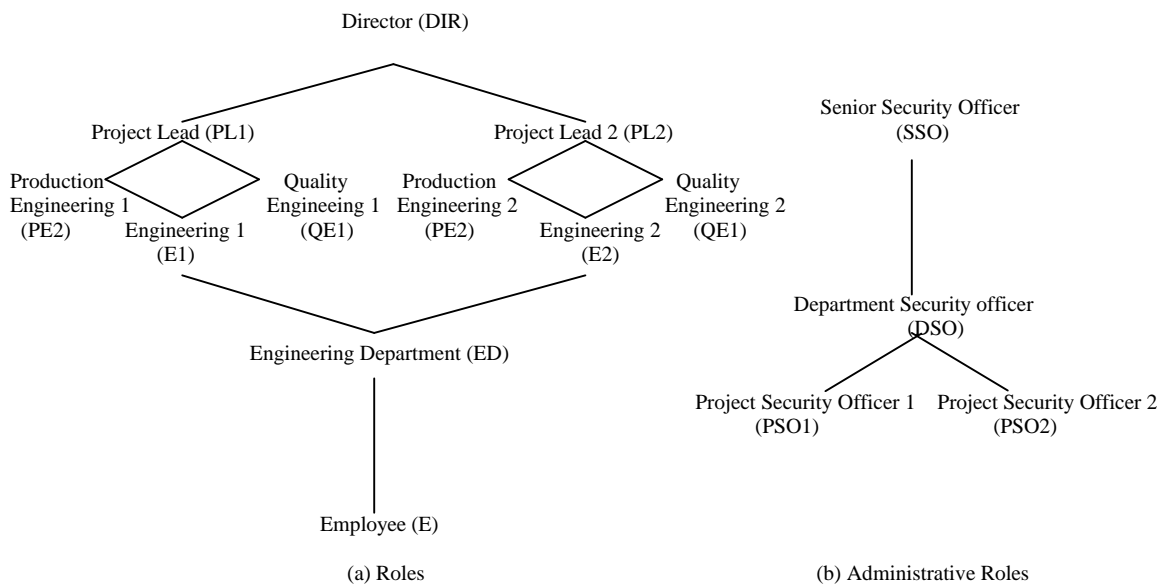 Director (DIR)
Project Lead (PL1)
Project Lead 2 (PL2)
Production
Engineering 1
(PE2)
Quality
Engineeing 1
(QE1)
Engineering 1
(E1)
Production
Engineering 2
(PE2)
Quality
Engineering 2
(QE1)
Engineering 2
(E2)
Engineering Department (ED)
Employee (E)
(a) Roles
Senior Security Officer
(SSO)
Department Security officer
(DSO)
Project Security Officer 1
(PSO1)
Project Security Officer 2
(PSO2)
(b) Administrative Roles